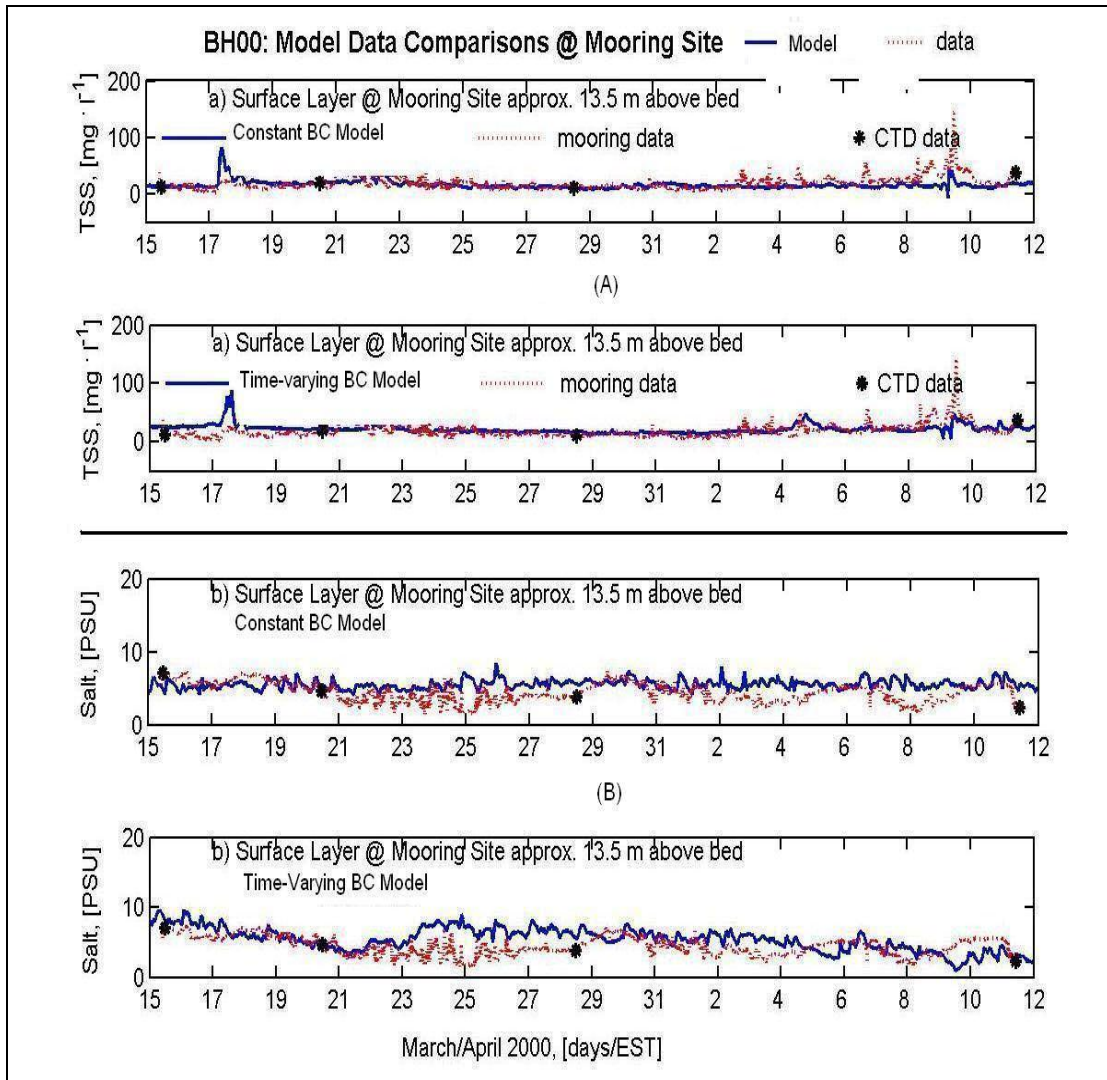 BH00: Model Data Comparisons @ Mooring Site Model data
200
a) Surface Layer @ Mooring Site approx. 13.5 m above bed
100 Constant BC Model mooring data CTD data
0
TSS, [mg · l⁻¹]
15 17 19 21 23 25 27 29 31 2 4 6 8 10 12
(A)
200
a) Surface Layer @ Mooring Site approx. 13.5 m above bed
100 Time-varying BC Model mooring data CTD data
0
TSS, [mg · l⁻¹]
15 17 19 21 23 25 27 29 31 2 4 6 8 10 12
20
b) Surface Layer @ Mooring Site approx. 13.5 m above bed
Constant BC Model
10
0
Salt, [PSU]
15 17 19 21 23 25 27 29 31 2 4 6 8 10 12
(B)
20
b) Surface Layer @ Mooring Site approx. 13.5 m above bed
Time-Varying BC Model
10
0
Salt, [PSU]
15 17 19 21 23 25 27 29 31 2 4 6 8 10 12
March/April 2000, [days/EST]